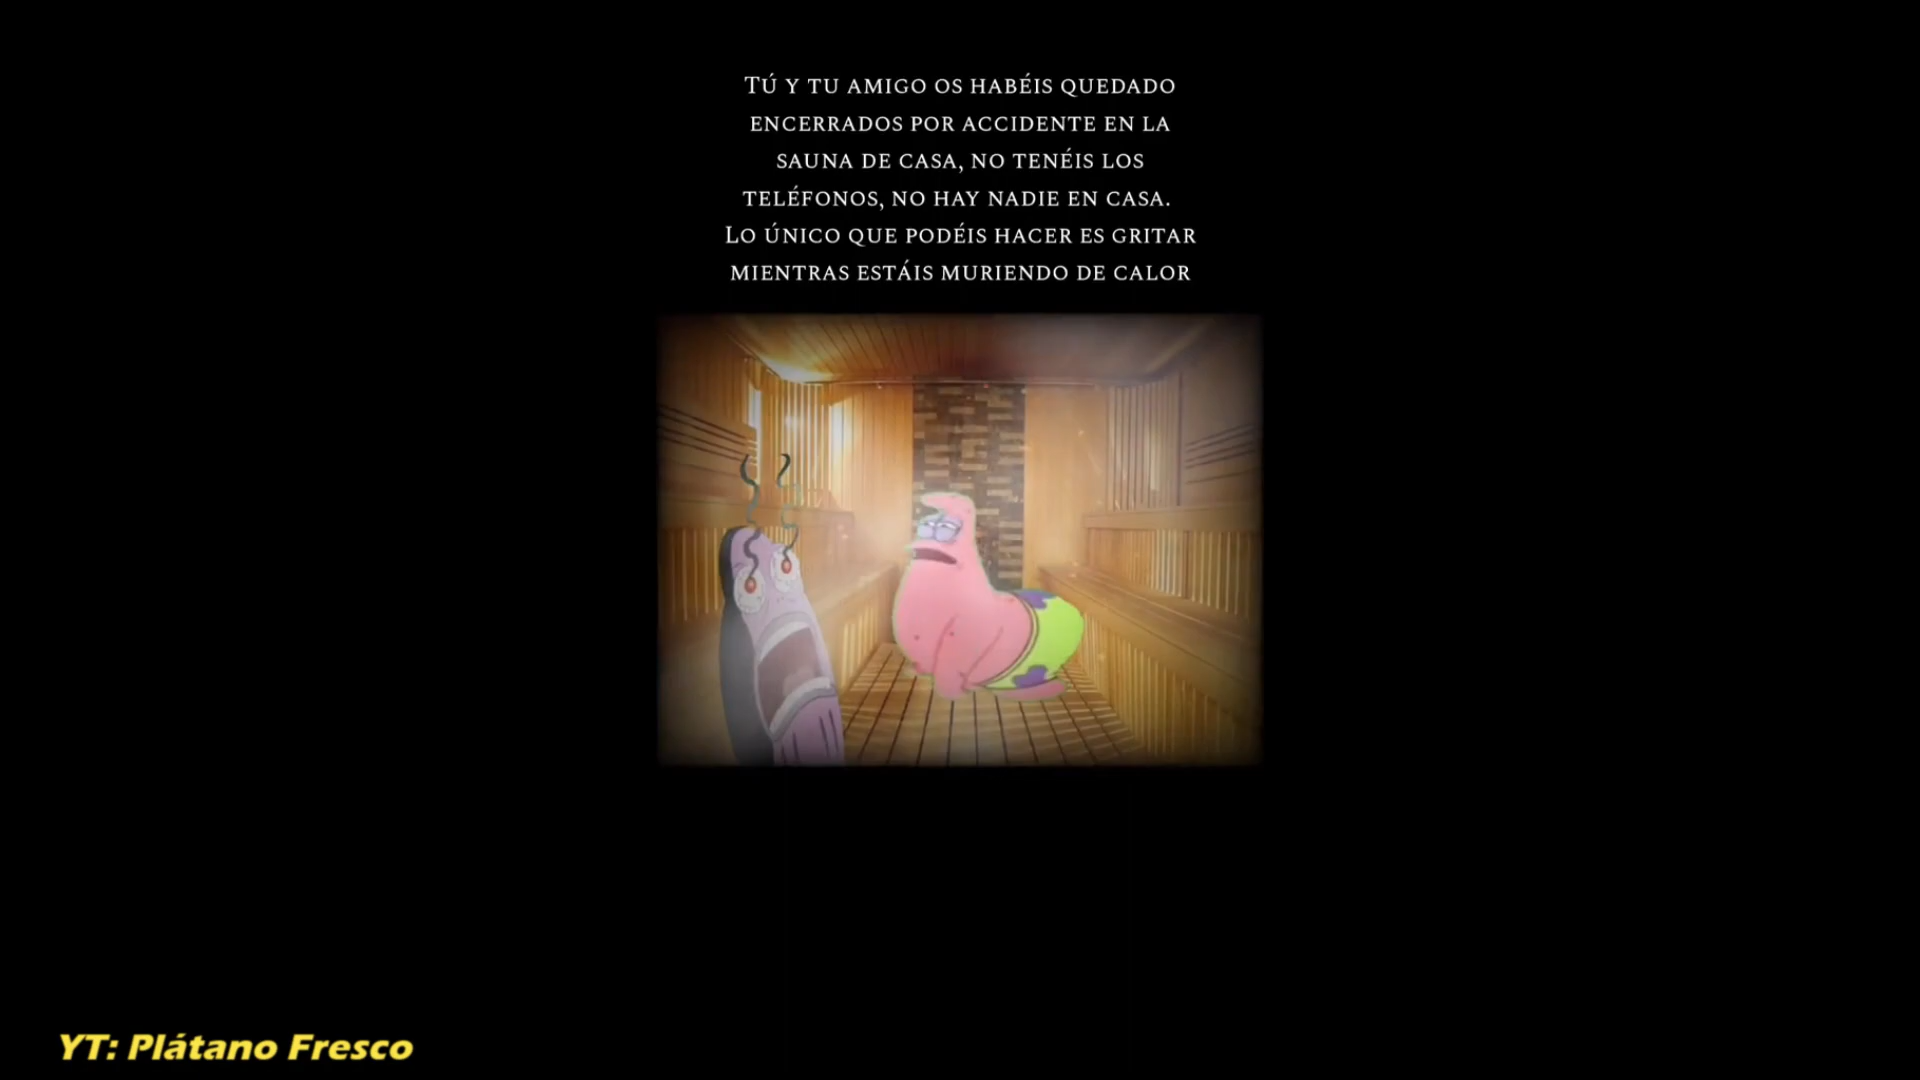 Tú y tu amigo os habéis quedado
encerrados por accidente en la
sauna de casa, no tenéis los
teléfonos, no hay nadie en casa.
Lo único que podéis hacer es gritar
mientras estáis muriendo de calor
YT: Plátano Fresco